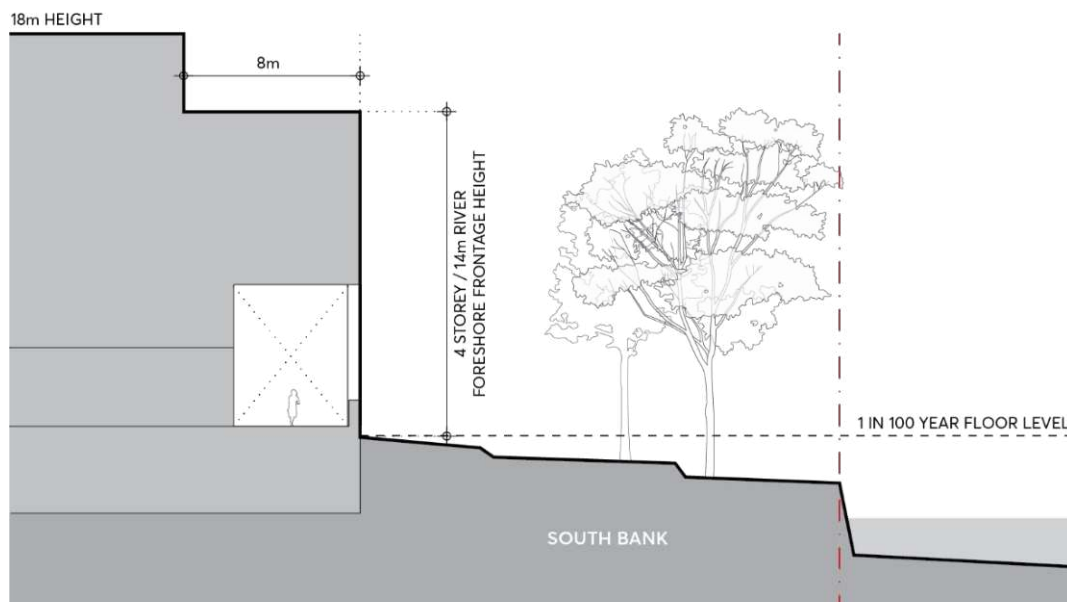 18m HEIGHT
8m
4 STOREY / 14m RIVER
FORESHORE FRONTAGE HEIGHT
1 IN 100 YEAR FLOOR LEVEL
SOUTH BANK